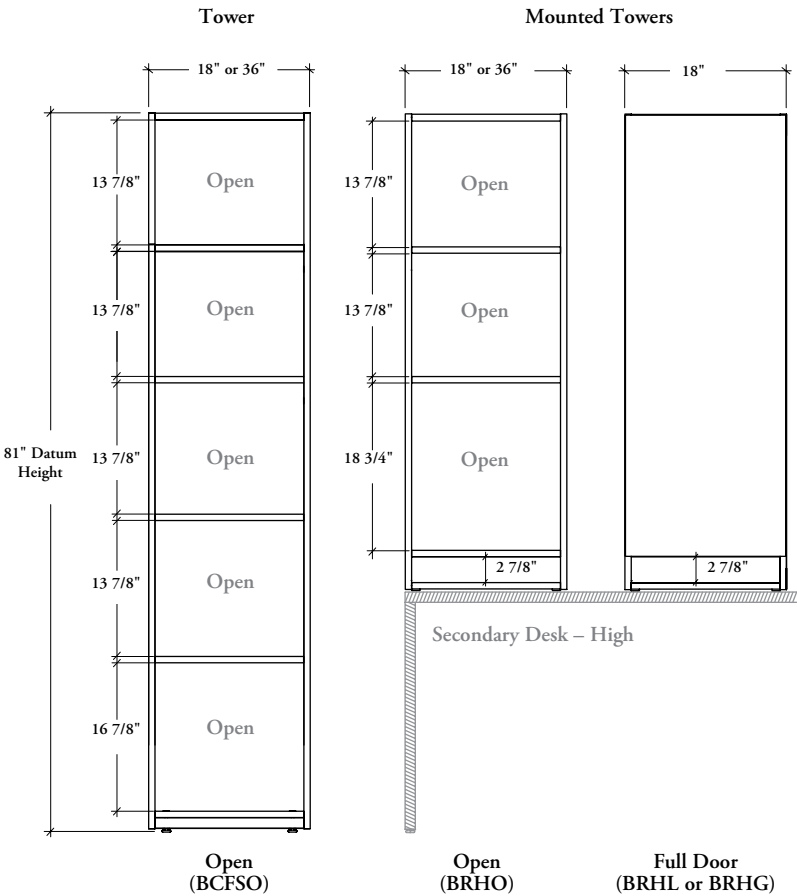 Tower
Mounted Towers
18" or 36"
18" or 36"
18"
13 7/8"
Open
13 7/8"
Open
13 7/8"
Open
13 7/8"
Open
81" Datum
Height
13 7/8"
Open
18 3/4"
Open
13 7/8"
Open
2 7/8"
2 7/8"
Secondary Desk – High
16 7/8"
Open
Open
(BCFSO)
Open
(BRHO)
Full Door
(BRHL or BRHG)